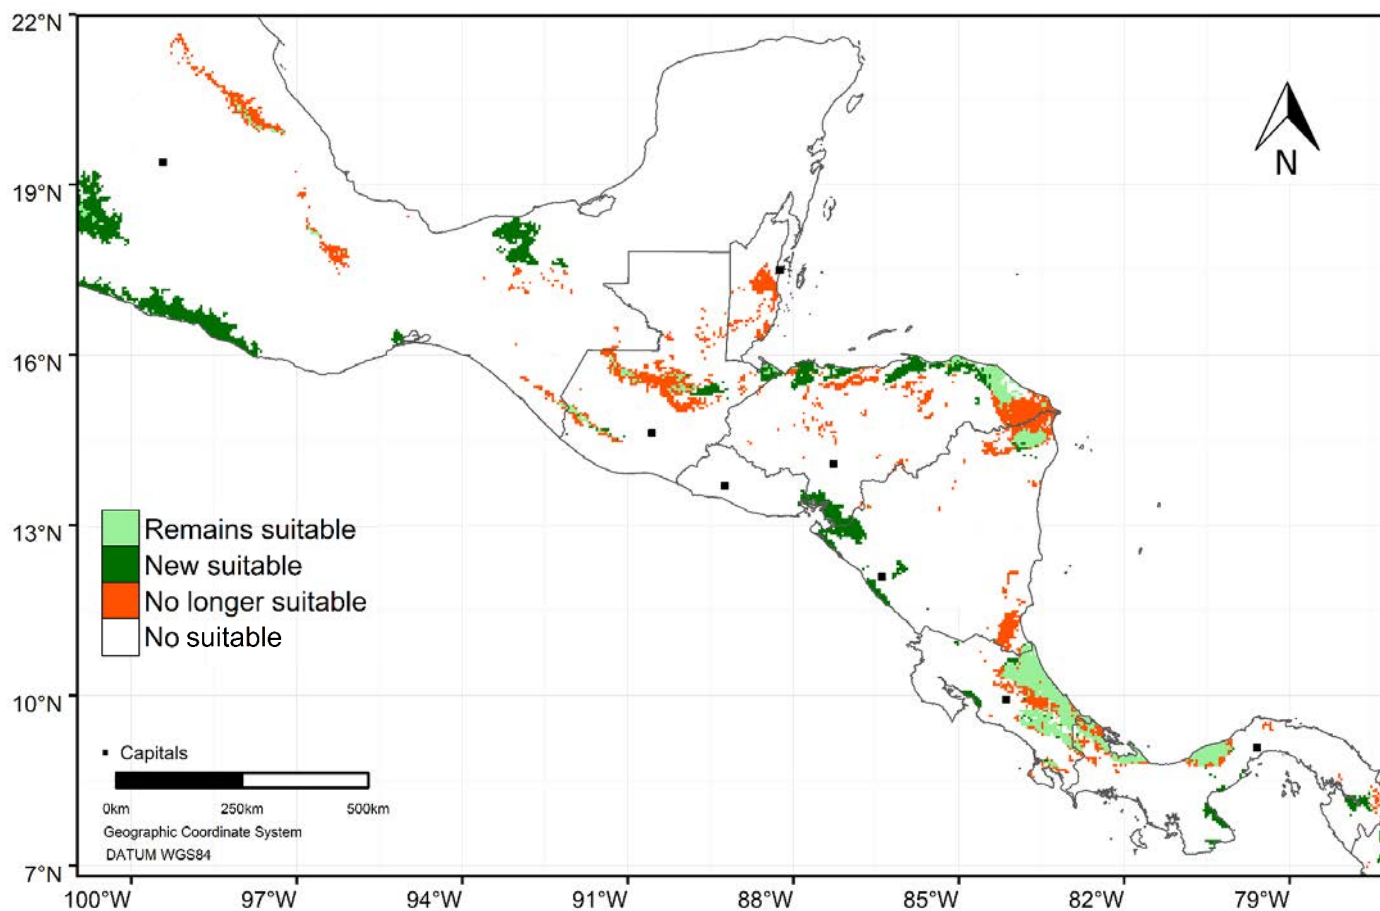 22°N
19°N
16°N
13°N
10°N
7°N
N
Remains suitable
New suitable
No longer suitable
No suitable
Capitals
0km 250km 500km
Geographic Coordinate System
DATUM WGS84
100°W 97°W 94°W 91°W 88°W 85°W 82°W 79°W